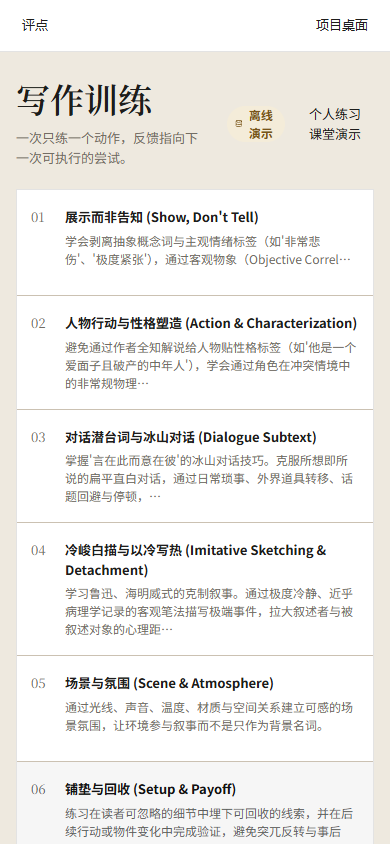 评点
项目桌面
写作训练
一次只练一个动作，反馈指向下
一次可执行的尝试。
离线
演示
个人练习
课堂演示
01
展示而非告知 (Show, Don't Tell)
学会剥离抽象概念词与主观情绪标签（如'非常悲
伤'、'极度紧张'），通过客观物象（Objective Correl…
02
人物行动与性格塑造 (Action & Characterization)
避免通过作者全知解说给人物贴性格标签（如'他是一个
爱面子且破产的中年人'），学会通过角色在冲突情境中
的非常规物理…
03
对话潜台词与冰山对话 (Dialogue Subtext)
掌握'言在此而意在彼'的冰山对话技巧。克服所想即所
说的扁平直白对话，通过日常琐事、外界道具转移、话
题回避与停顿，…
04
冷峻白描与以冷写热 (Imitative Sketching &
Detachment)
学习鲁迅、海明威式的克制叙事。通过极度冷静、近乎
病理学记录的客观笔法描写极端事件，拉大叙述者与被
叙述对象的心理距…
05
场景与氛围 (Scene & Atmosphere)
通过光线、声音、温度、材质与空间关系建立可感的场
景氛围，让环境参与叙事而不是只作为背景名词。
06
铺垫与回收 (Setup & Payoff)
练习在读者可忽略的细节中埋下可回收的线索，并在后
续行动或物件变化中完成验证，避免突兀反转与事后